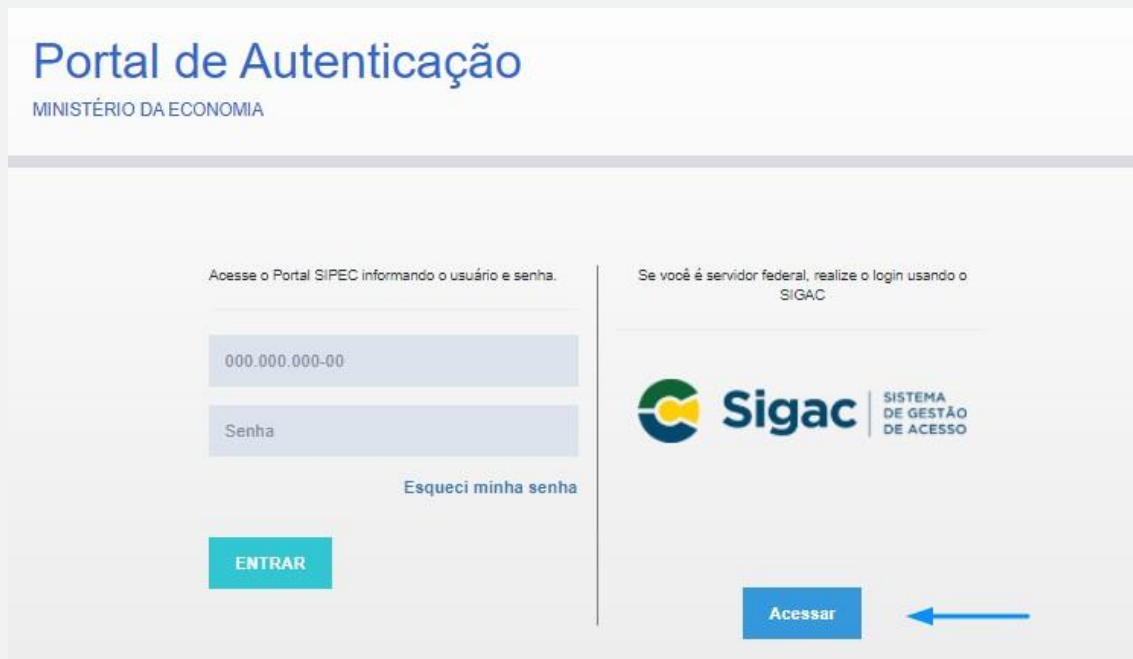 Portal de Autenticação
MINISTÉRIO DA ECONOMIA
Acesse o Portal SIPEC informando o usuário e senha.
000.000.000-00
Senha
Esqueci minha senha
ENTRAR
Se você é servidor federal, realize o login usando o
SIGAC
Sigac
SISTEMA
DE GESTÃO
DE ACESSO
Acessar